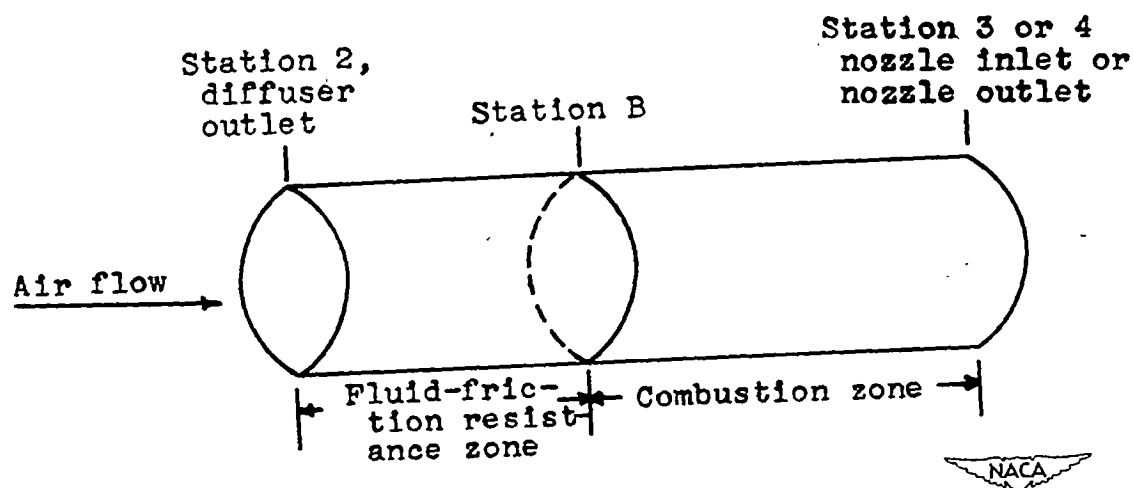 Station 2,
diffuser
outlet
Station B
Station 3 or 4
nozzle inlet or
nozzle outlet
Air flow
Fluid-fric-
tion resist-
ance zone
Combustion zone
NACA